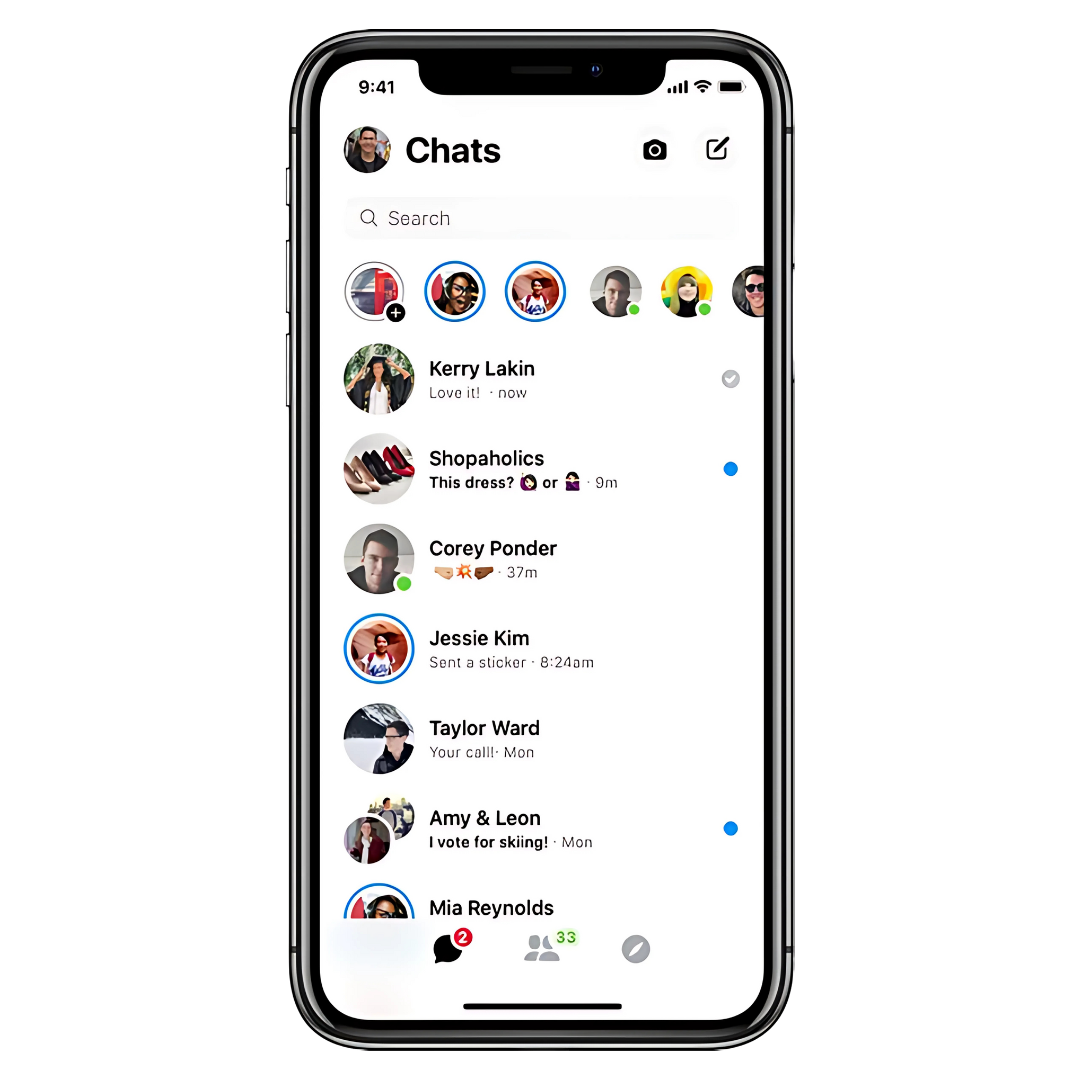 9:41
Chats
Search
Kerry Lakin
Love it! · now
Shopaholics
This dress? 🙋🏻‍♀️ or 🙅🏻‍♀️ · 9m
Corey Ponder
🤛🏼💥🤜🏾 · 37m
Jessie Kim
Sent a sticker · 8:24am
Taylor Ward
Your call!· Mon
Amy & Leon
I vote for skiing! · Mon
Mia Reynolds
2
33